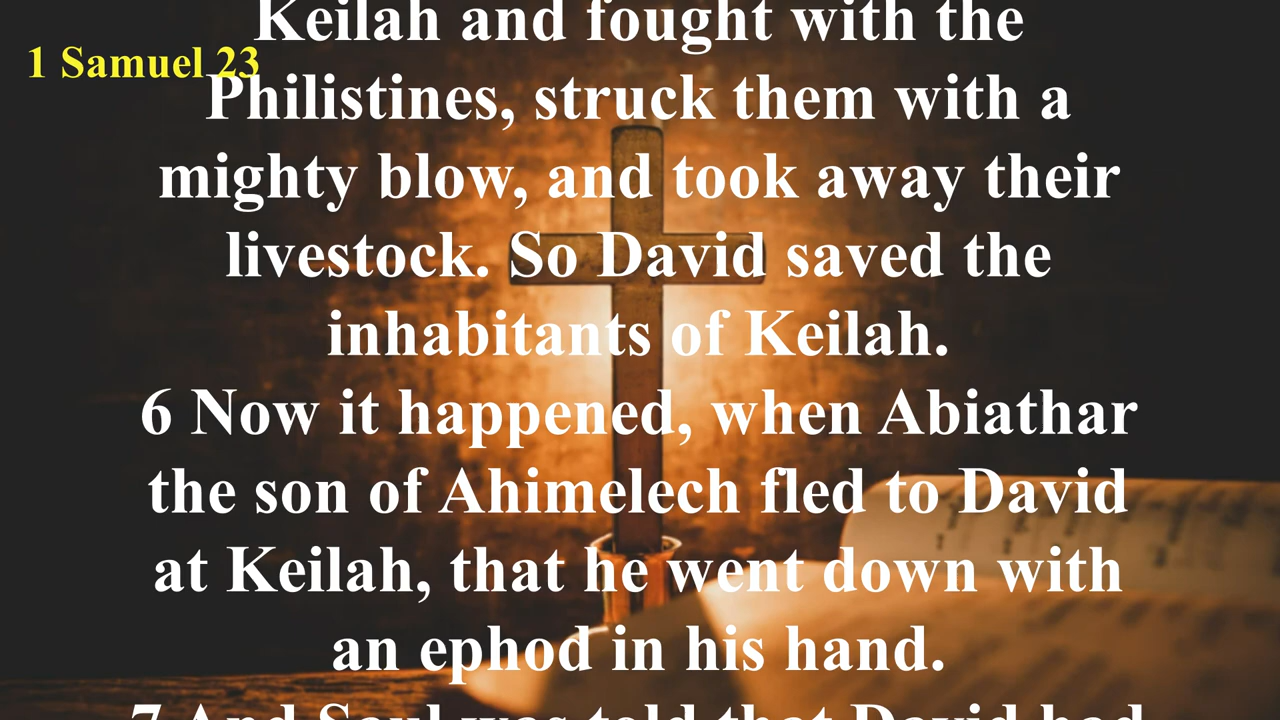 Keilah and fought with the
1 Samuel 23
Philistines, struck them with a
mighty blow, and took away their
livestock. So David saved the
inhabitants of Keilah.
6 Now it happened, when Abiathar
the son of Ahimelech fled to David
at Keilah, that he went down with
an ephod in his hand.
7 And Saul was told that David had